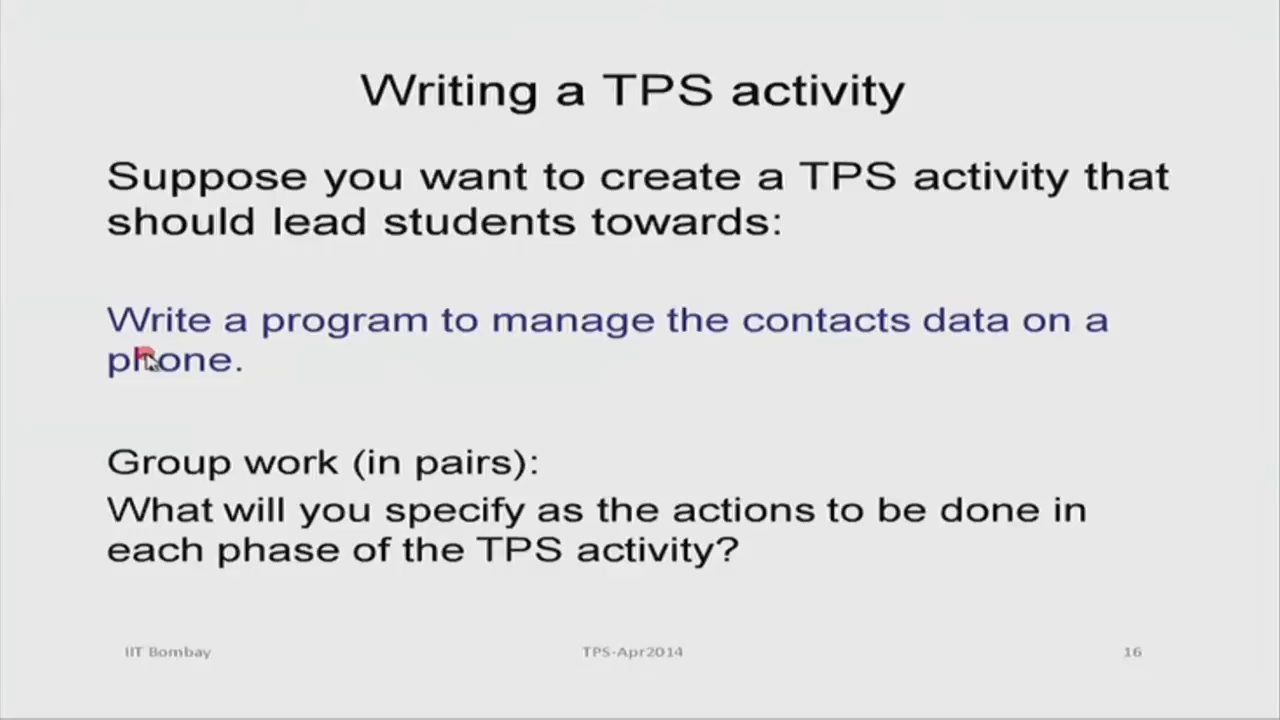 Writing a TPS activity
Suppose you want to create a TPS activity that
should lead students towards:
Write a program to manage the contacts data on a
phone.
Group work (in pairs):
What will you specify as the actions to be done in
each phase of the TPS activity?
IIT Bombay
TPS-Apr2014
16